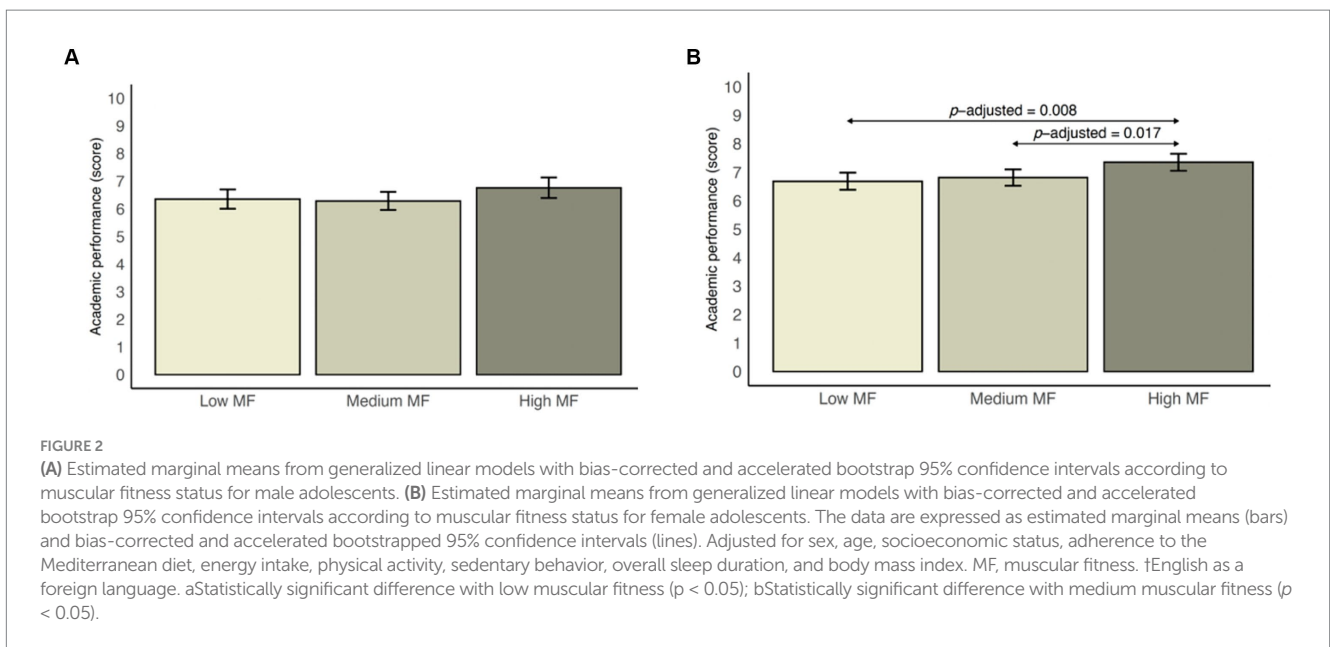 A
B
10
9
8
7
6
5
4
3
2
1
0
Academic performance (score)
Low MF
Medium MF
High MF
10
9
8
7
6
5
4
3
2
1
0
Academic performance (score)
p–adjusted = 0.008
p–adjusted = 0.017
Low MF
Medium MF
High MF
FIGURE 2
(A) Estimated marginal means from generalized linear models with bias-corrected and accelerated bootstrap 95% confidence intervals according to
muscular fitness status for male adolescents. (B) Estimated marginal means from generalized linear models with bias-corrected and accelerated
bootstrap 95% confidence intervals according to muscular fitness status for female adolescents. The data are expressed as estimated marginal means (bars)
and bias-corrected and accelerated bootstrapped 95% confidence intervals (lines). Adjusted for sex, age, socioeconomic status, adherence to the
Mediterranean diet, energy intake, physical activity, sedentary behavior, overall sleep duration, and body mass index. MF, muscular fitness. †English as a
foreign language. aStatistically significant difference with low muscular fitness (p < 0.05); bStatistically significant difference with medium muscular fitness (p
< 0.05).